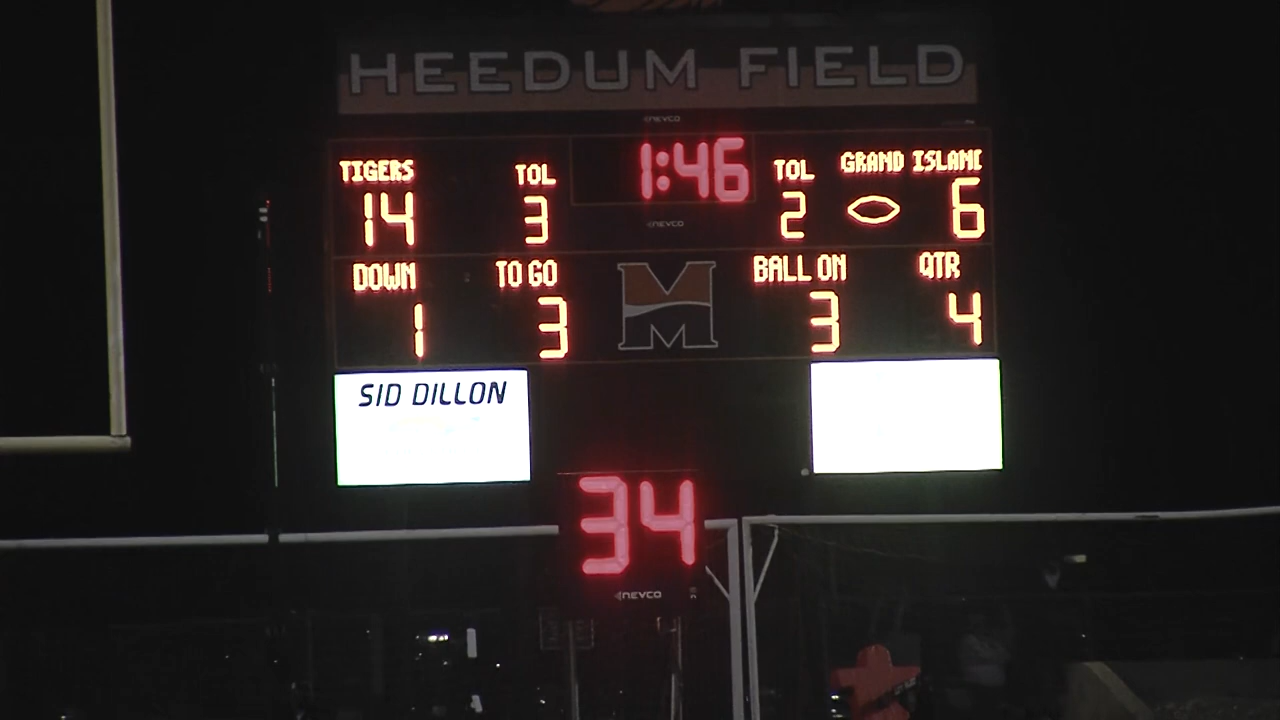 HEEDUM FIELD
NEVCO
TIGERS TOL 1:46 TOL GRAND ISLAND
14 3 2 6
NEVCO
DOWN TO GO BALL ON QTR
1 3 M 3 4
SID DILLON
34
NEVCO